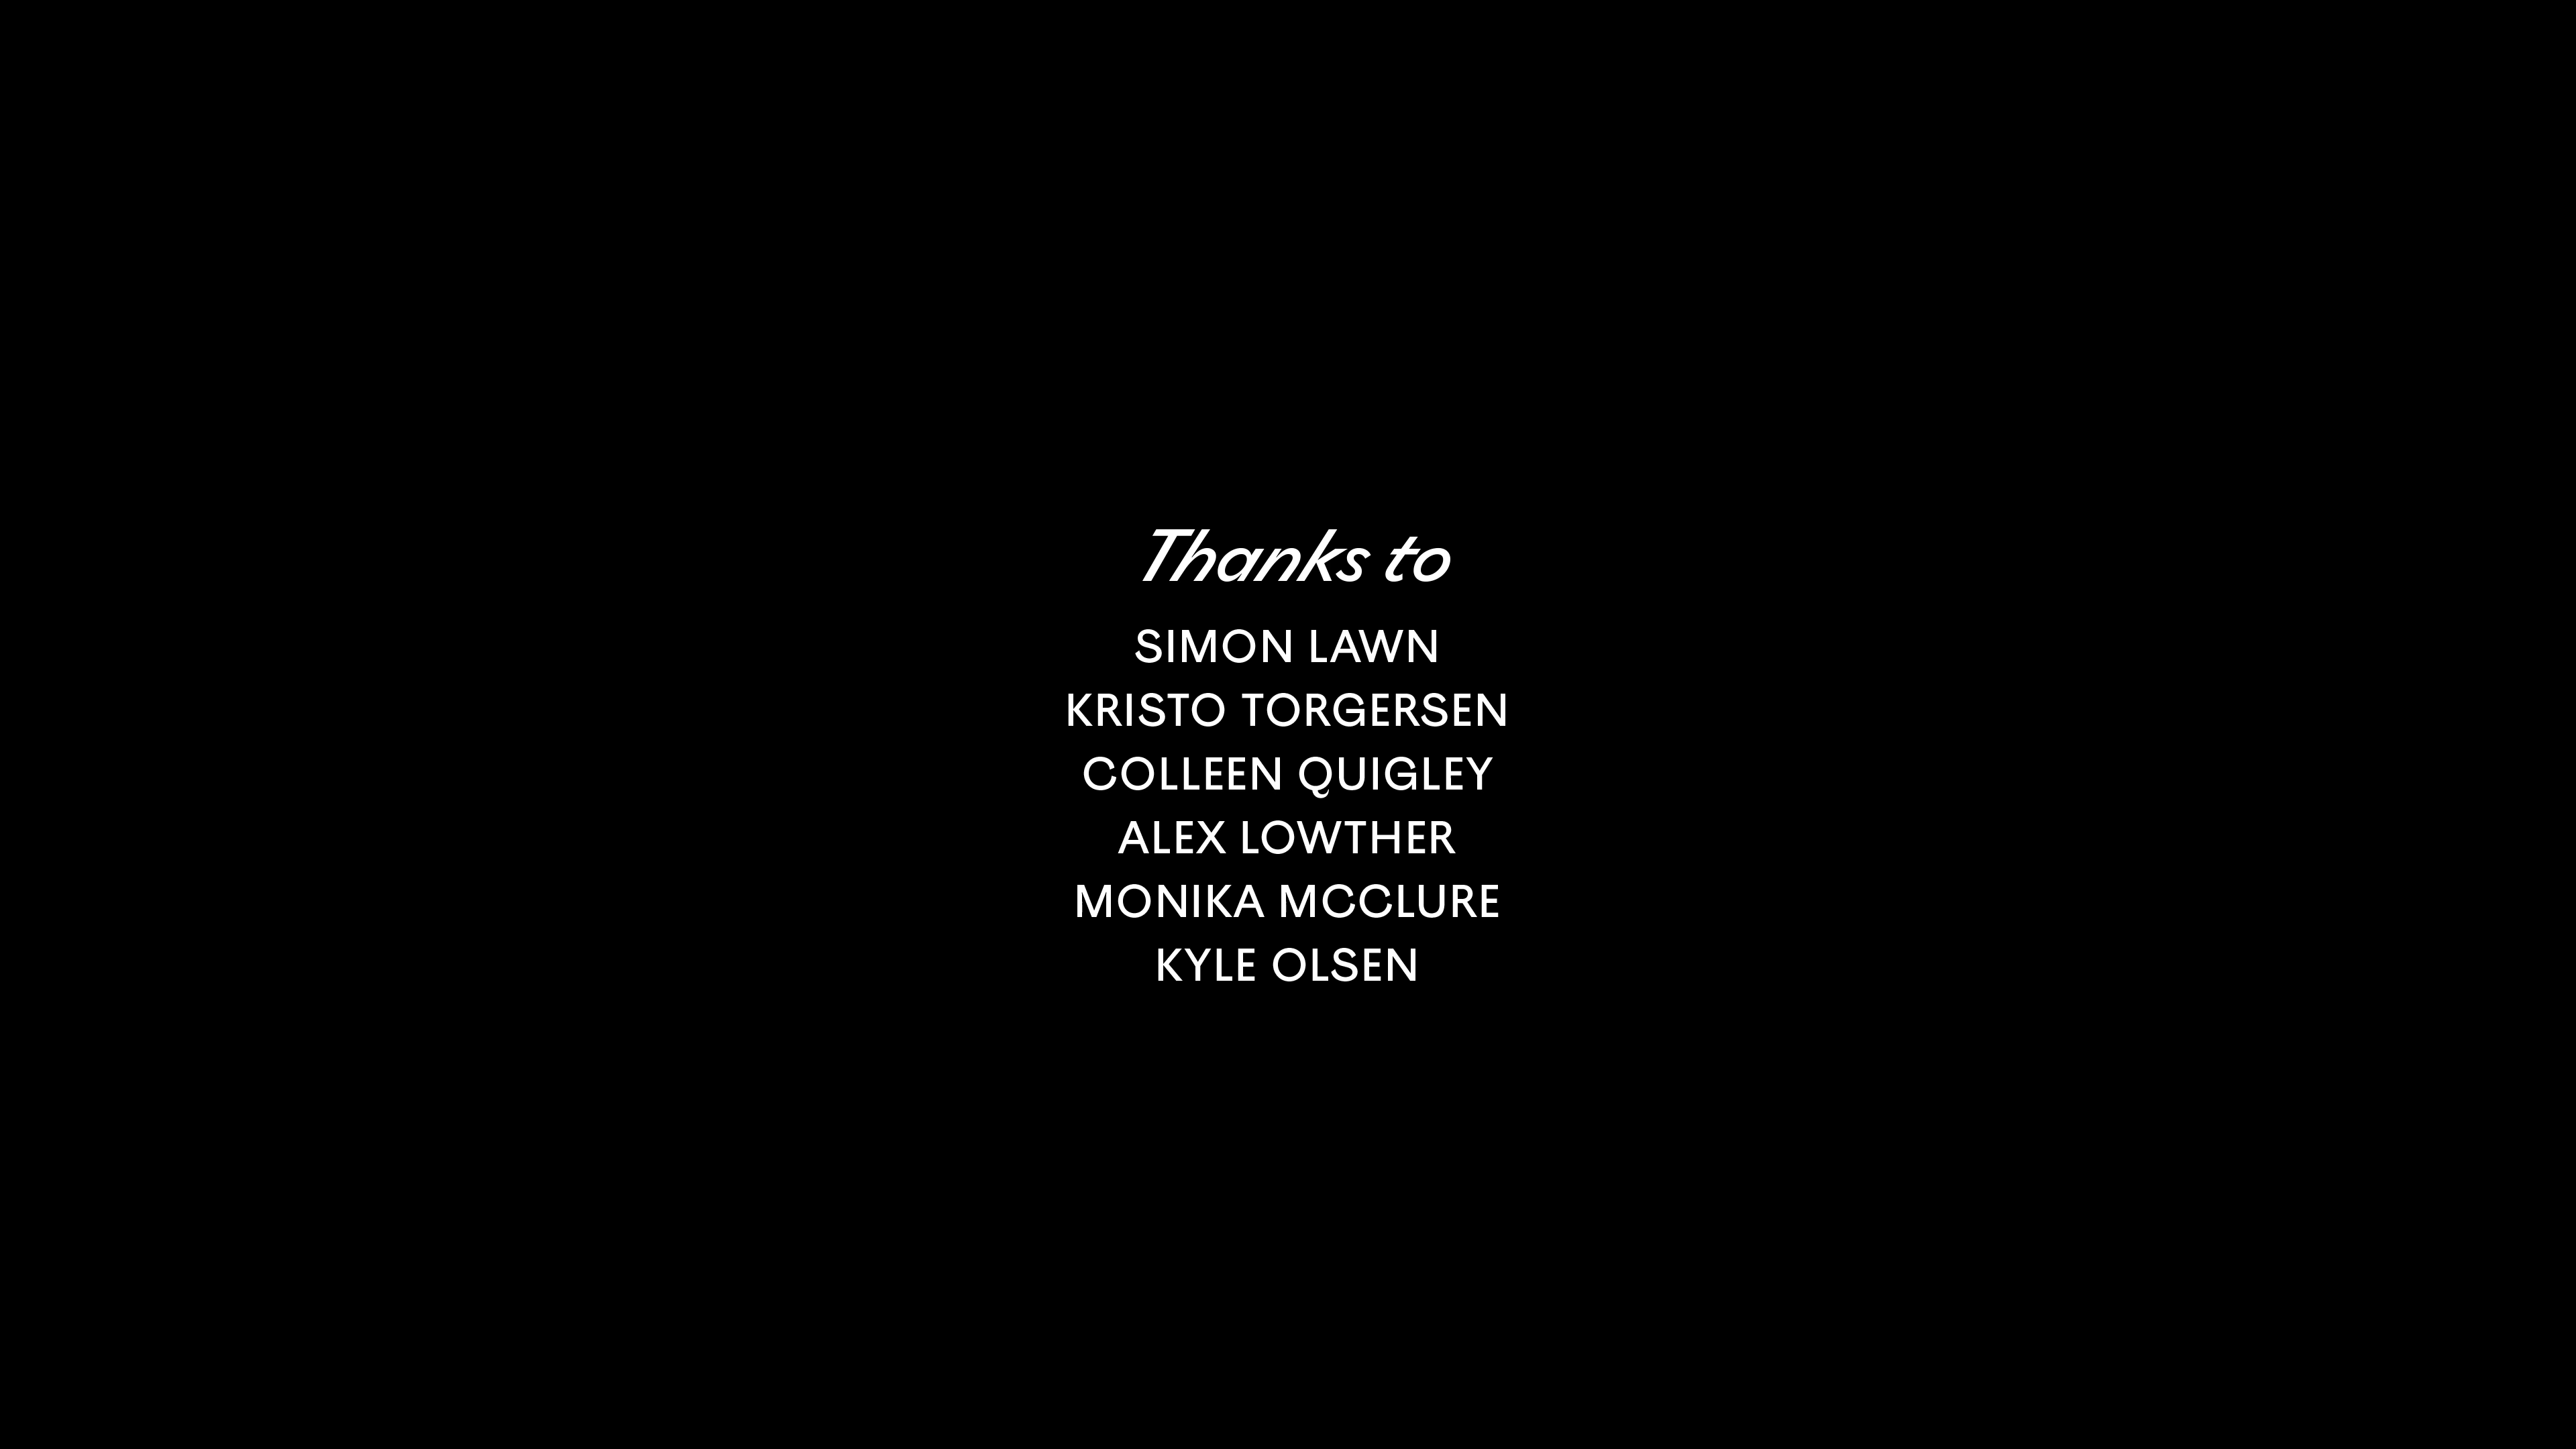 Thanks to
SIMON LAWN
KRISTO TORGERSEN
COLLEEN QUIGLEY
ALEX LOWTHER
MONIKA MCCLURE
KYLE OLSEN